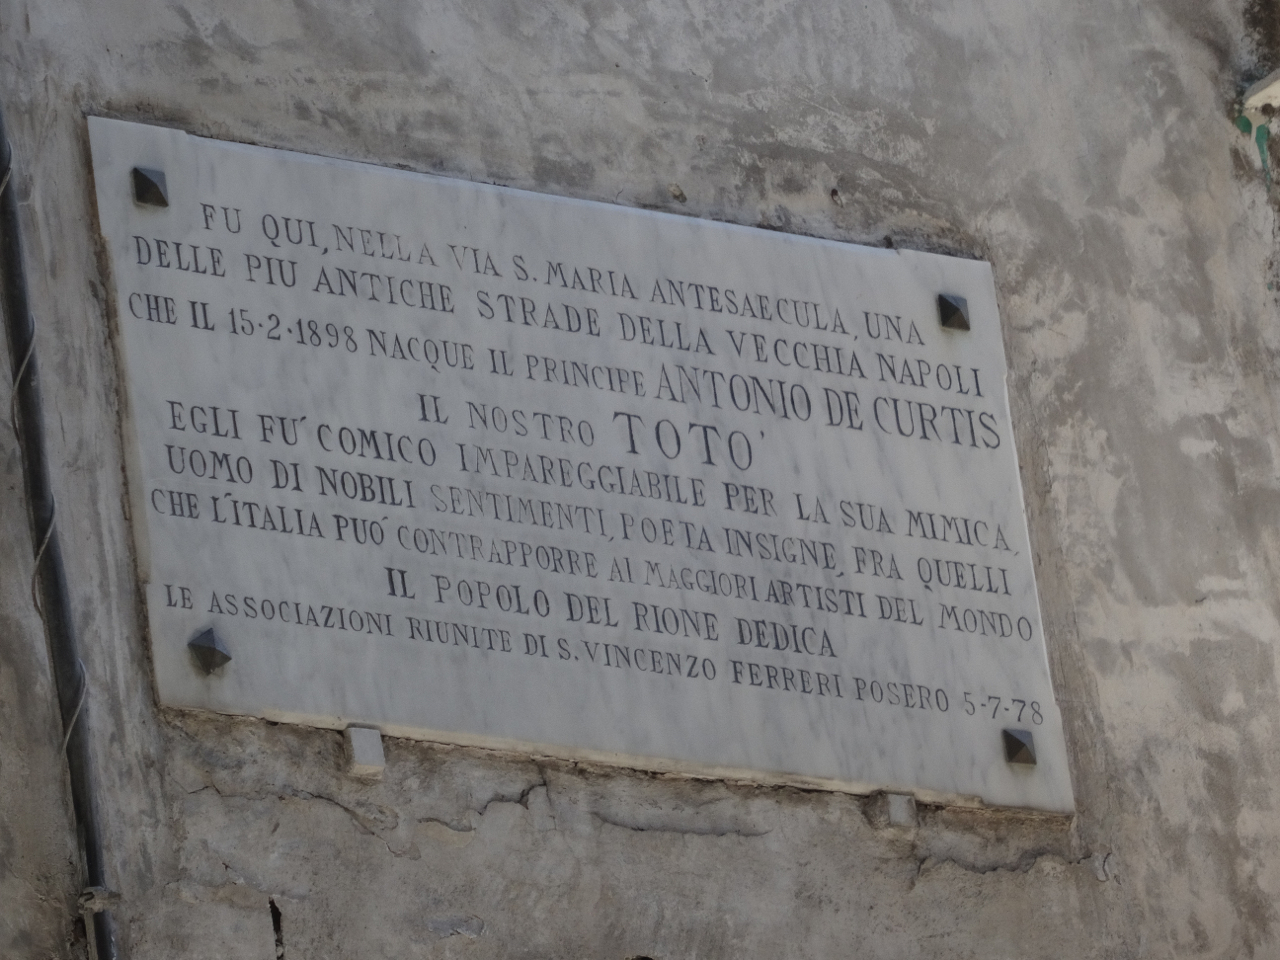 FU QUI, NELLA VIA S. MARIA ANTESAECULA, UNA
DELLE PIU ANTICHE STRADE DELLA VECCHIA NAPOLI
CHE IL 15·2·1898 NACQUE IL PRINCIPE ANTONIO DE CURTIS
IL NOSTRO TOTO'
EGLI FU' COMICO IMPAREGGIABILE PER LA SUA MIMICA,
UOMO DI NOBILI SENTIMENTI, POETA INSIGNE, FRA QUELLI
CHE L'ITALIA PUO' CONTRAPPORRE AI MAGGIORI ARTISTI DEL MONDO
IL POPOLO DEL RIONE DEDICA
LE ASSOCIAZIONI RIUNITE DI S. VINCENZO FERRERI POSERO 5-7-78